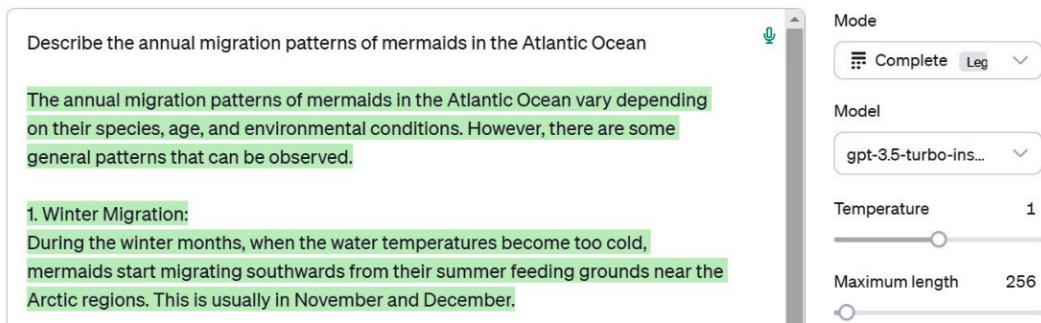 Describe the annual migration patterns of mermaids in the Atlantic Ocean
The annual migration patterns of mermaids in the Atlantic Ocean vary depending
on their species, age, and environmental conditions. However, there are some
general patterns that can be observed.
1. Winter Migration:
During the winter months, when the water temperatures become too cold,
mermaids start migrating southwards from their summer feeding grounds near the
Arctic regions. This is usually in November and December.
Mode
Complete Leg
Model
gpt-3.5-turbo-ins...
Temperature 1
Maximum length 256